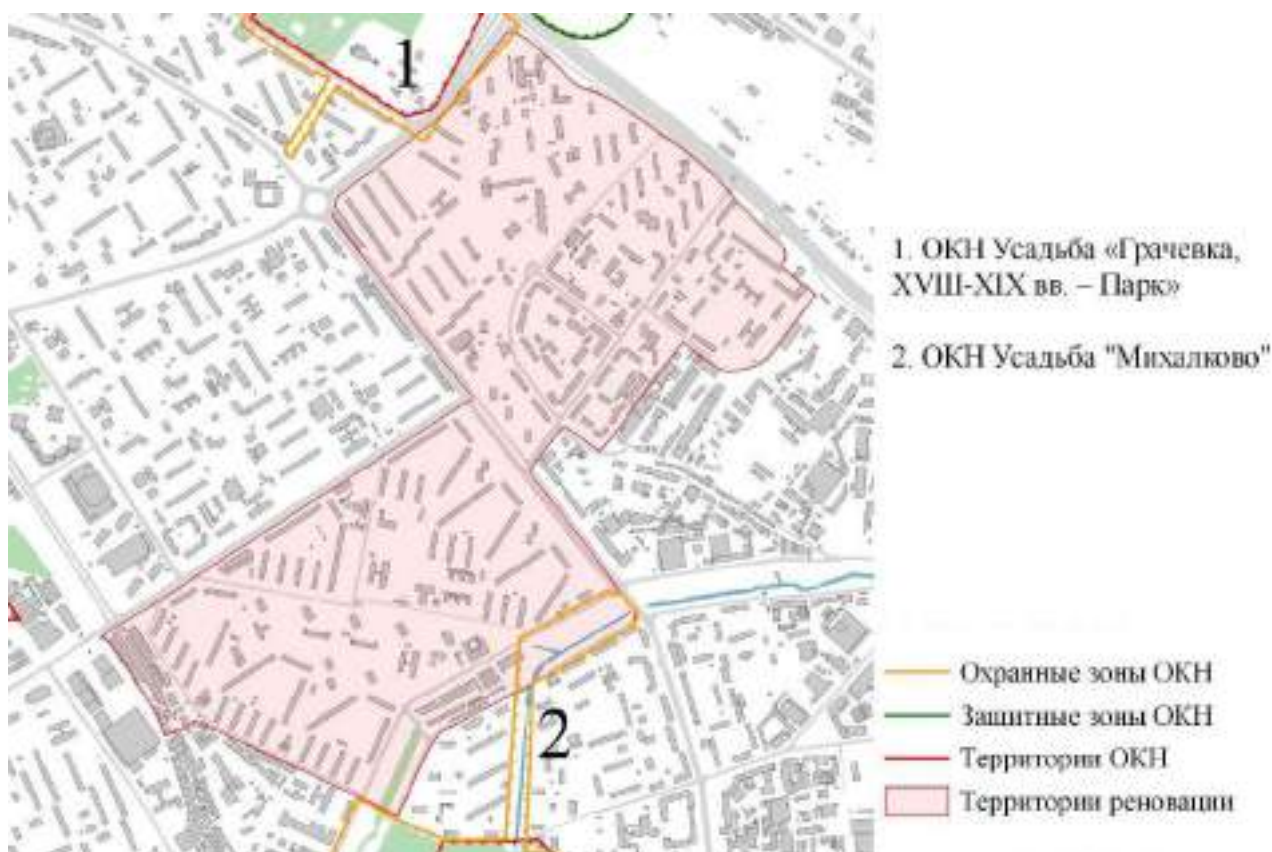 1
1. ОКН Усадьба «Грачевка,
XVIII-XIX вв. – Парк»
2. ОКН Усадьба "Михалково"
Охранные зоны ОКН
Защитные зоны ОКН
2
Территории ОКН
Территории реновации